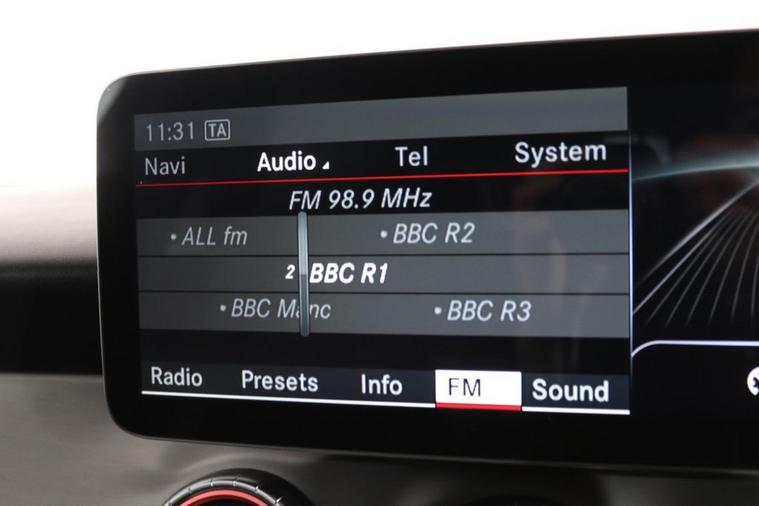 11:31 TA
Navi Audio Tel System
FM 98.9 MHz
• ALL fm • BBC R2
2 BBC R1
• BBC Manc • BBC R3
Radio Presets Info FM Sound